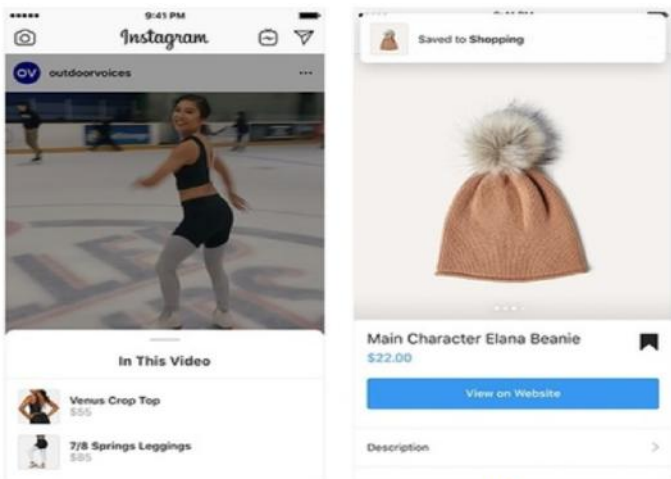 9:41 PM
Instagram
OV outdoorvoices
In This Video
Venus Crop Top
$55
7/8 Springs Leggings
$85
Saved to Shopping
Main Character Elana Beanie
$22.00
View on Website
Description